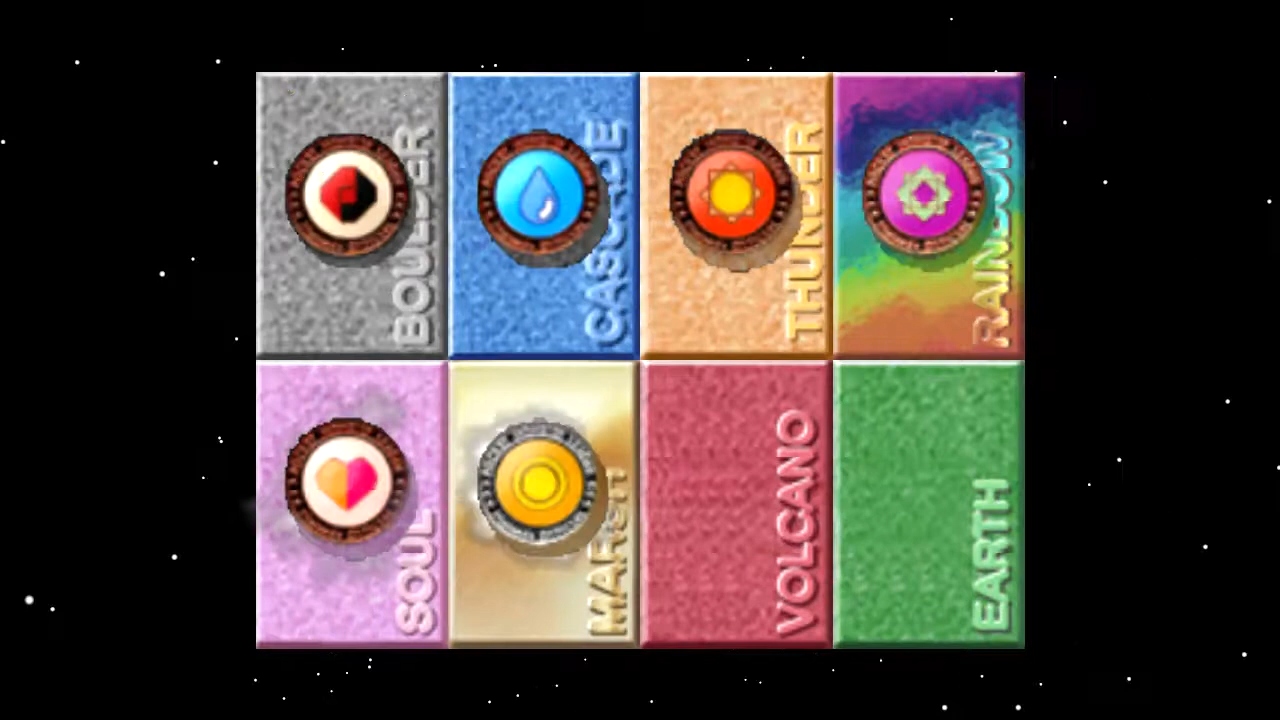 BOULDER
CASCADE
THUNDER
RAINBOW
SOUL
MARSH
VOLCANO
EARTH